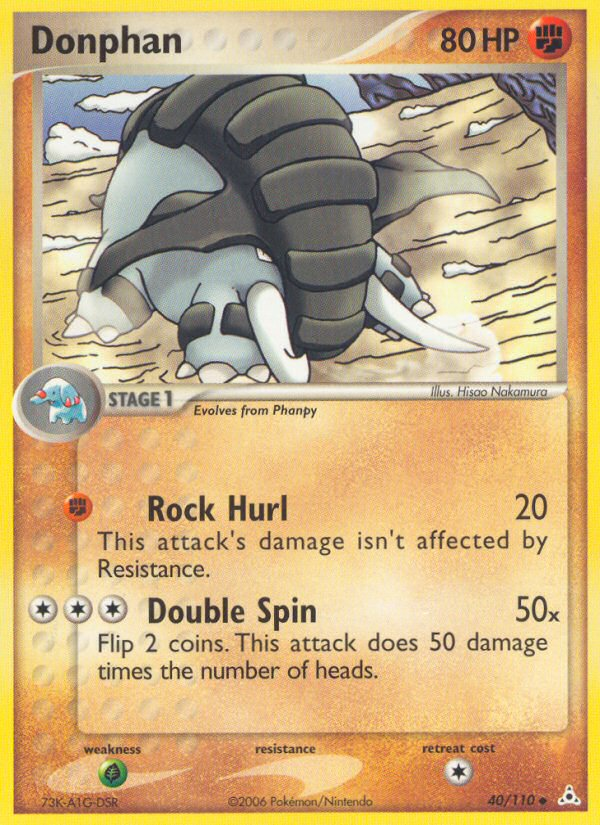 Donphan 80 HP
Illus. Hisao Nakamura
STAGE 1
Evolves from Phanpy
Rock Hurl 20
This attack's damage isn't affected by
Resistance.
Double Spin 50x
Flip 2 coins. This attack does 50 damage
times the number of heads.
weakness resistance retreat cost
73K-A1G-DSR ©2006 Pokémon/Nintendo 40/110